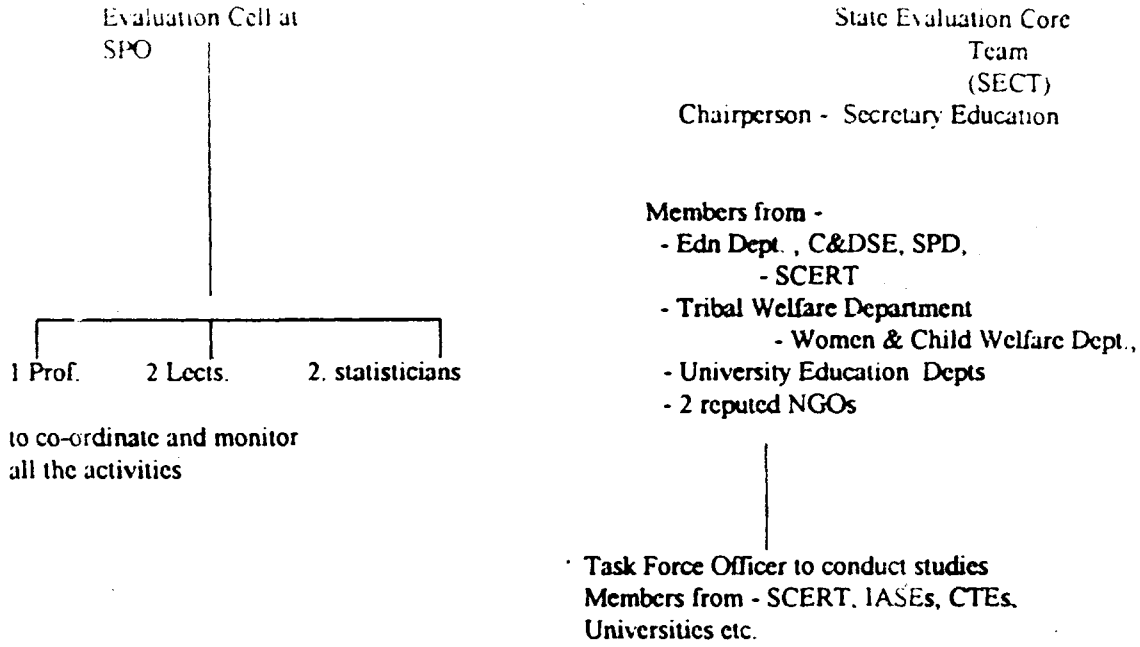 Evaluation Cell at
SPO
1 Prof. 2 Lects. 2. statisticians
to co-ordinate and monitor
all the activities
State Evaluation Core
Team
(SECT)
Chairperson - Secretary Education
Members from -
- Edn Dept. , C&DSE, SPD,
- SCERT
- Tribal Welfare Department
- Women & Child Welfare Dept.,
- University Education Depts
- 2 reputed NGOs
Task Force Officer to conduct studies
Members from - SCERT, IASEs, CTEs,
Universities etc.